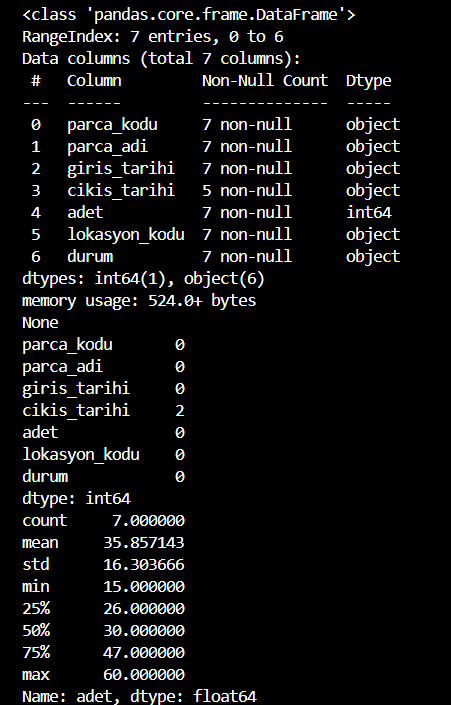 <class 'pandas.core.frame.DataFrame'>
RangeIndex: 7 entries, 0 to 6
Data columns (total 7 columns):
 #   Column         Non-Null Count  Dtype
---  ------         --------------  -----
 0   parca_kodu     7 non-null      object
 1   parca_adi      7 non-null      object
 2   giris_tarihi   7 non-null      object
 3   cikis_tarihi   5 non-null      object
 4   adet           7 non-null      int64
 5   lokasyon_kodu  7 non-null      object
 6   durum          7 non-null      object
dtypes: int64(1), object(6)
memory usage: 524.0+ bytes
None
parca_kodu       0
parca_adi        0
giris_tarihi     0
cikis_tarihi     2
adet             0
lokasyon_kodu    0
durum            0
dtype: int64
count     7.000000
mean     35.857143
std      16.303666
min      15.000000
25%      26.000000
50%      30.000000
75%      47.000000
max      60.000000
Name: adet, dtype: float64